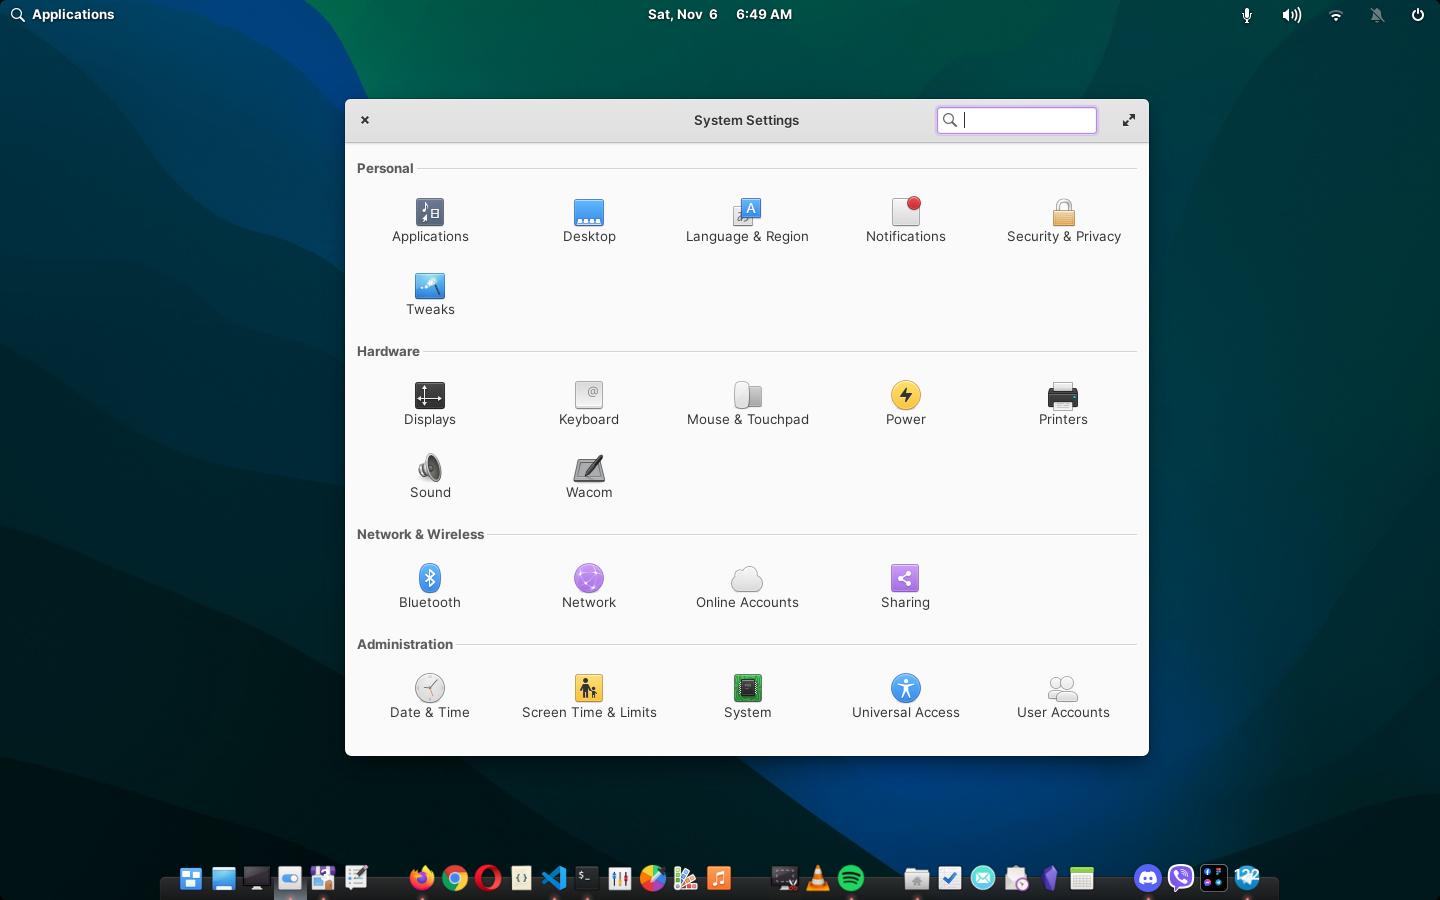 Applications
Sat, Nov 6 6:49 AM
System Settings
Personal
Applications
Desktop
Language & Region
Notifications
Security & Privacy
Tweaks
Hardware
Displays
Keyboard
Mouse & Touchpad
Power
Printers
Sound
Wacom
Network & Wireless
Bluetooth
Network
Online Accounts
Sharing
Administration
Date & Time
Screen Time & Limits
System
Universal Access
User Accounts
122